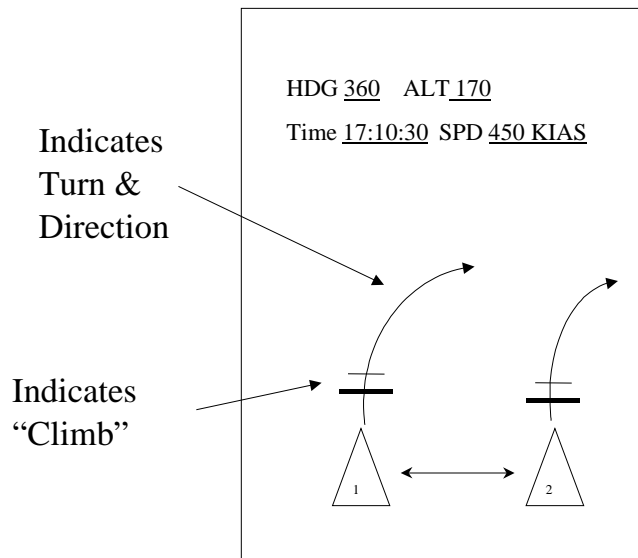 HDG 360 ALT 170
Time 17:10:30 SPD 450 KIAS
Indicates
Turn &
Direction
Indicates
“Climb”
1 2